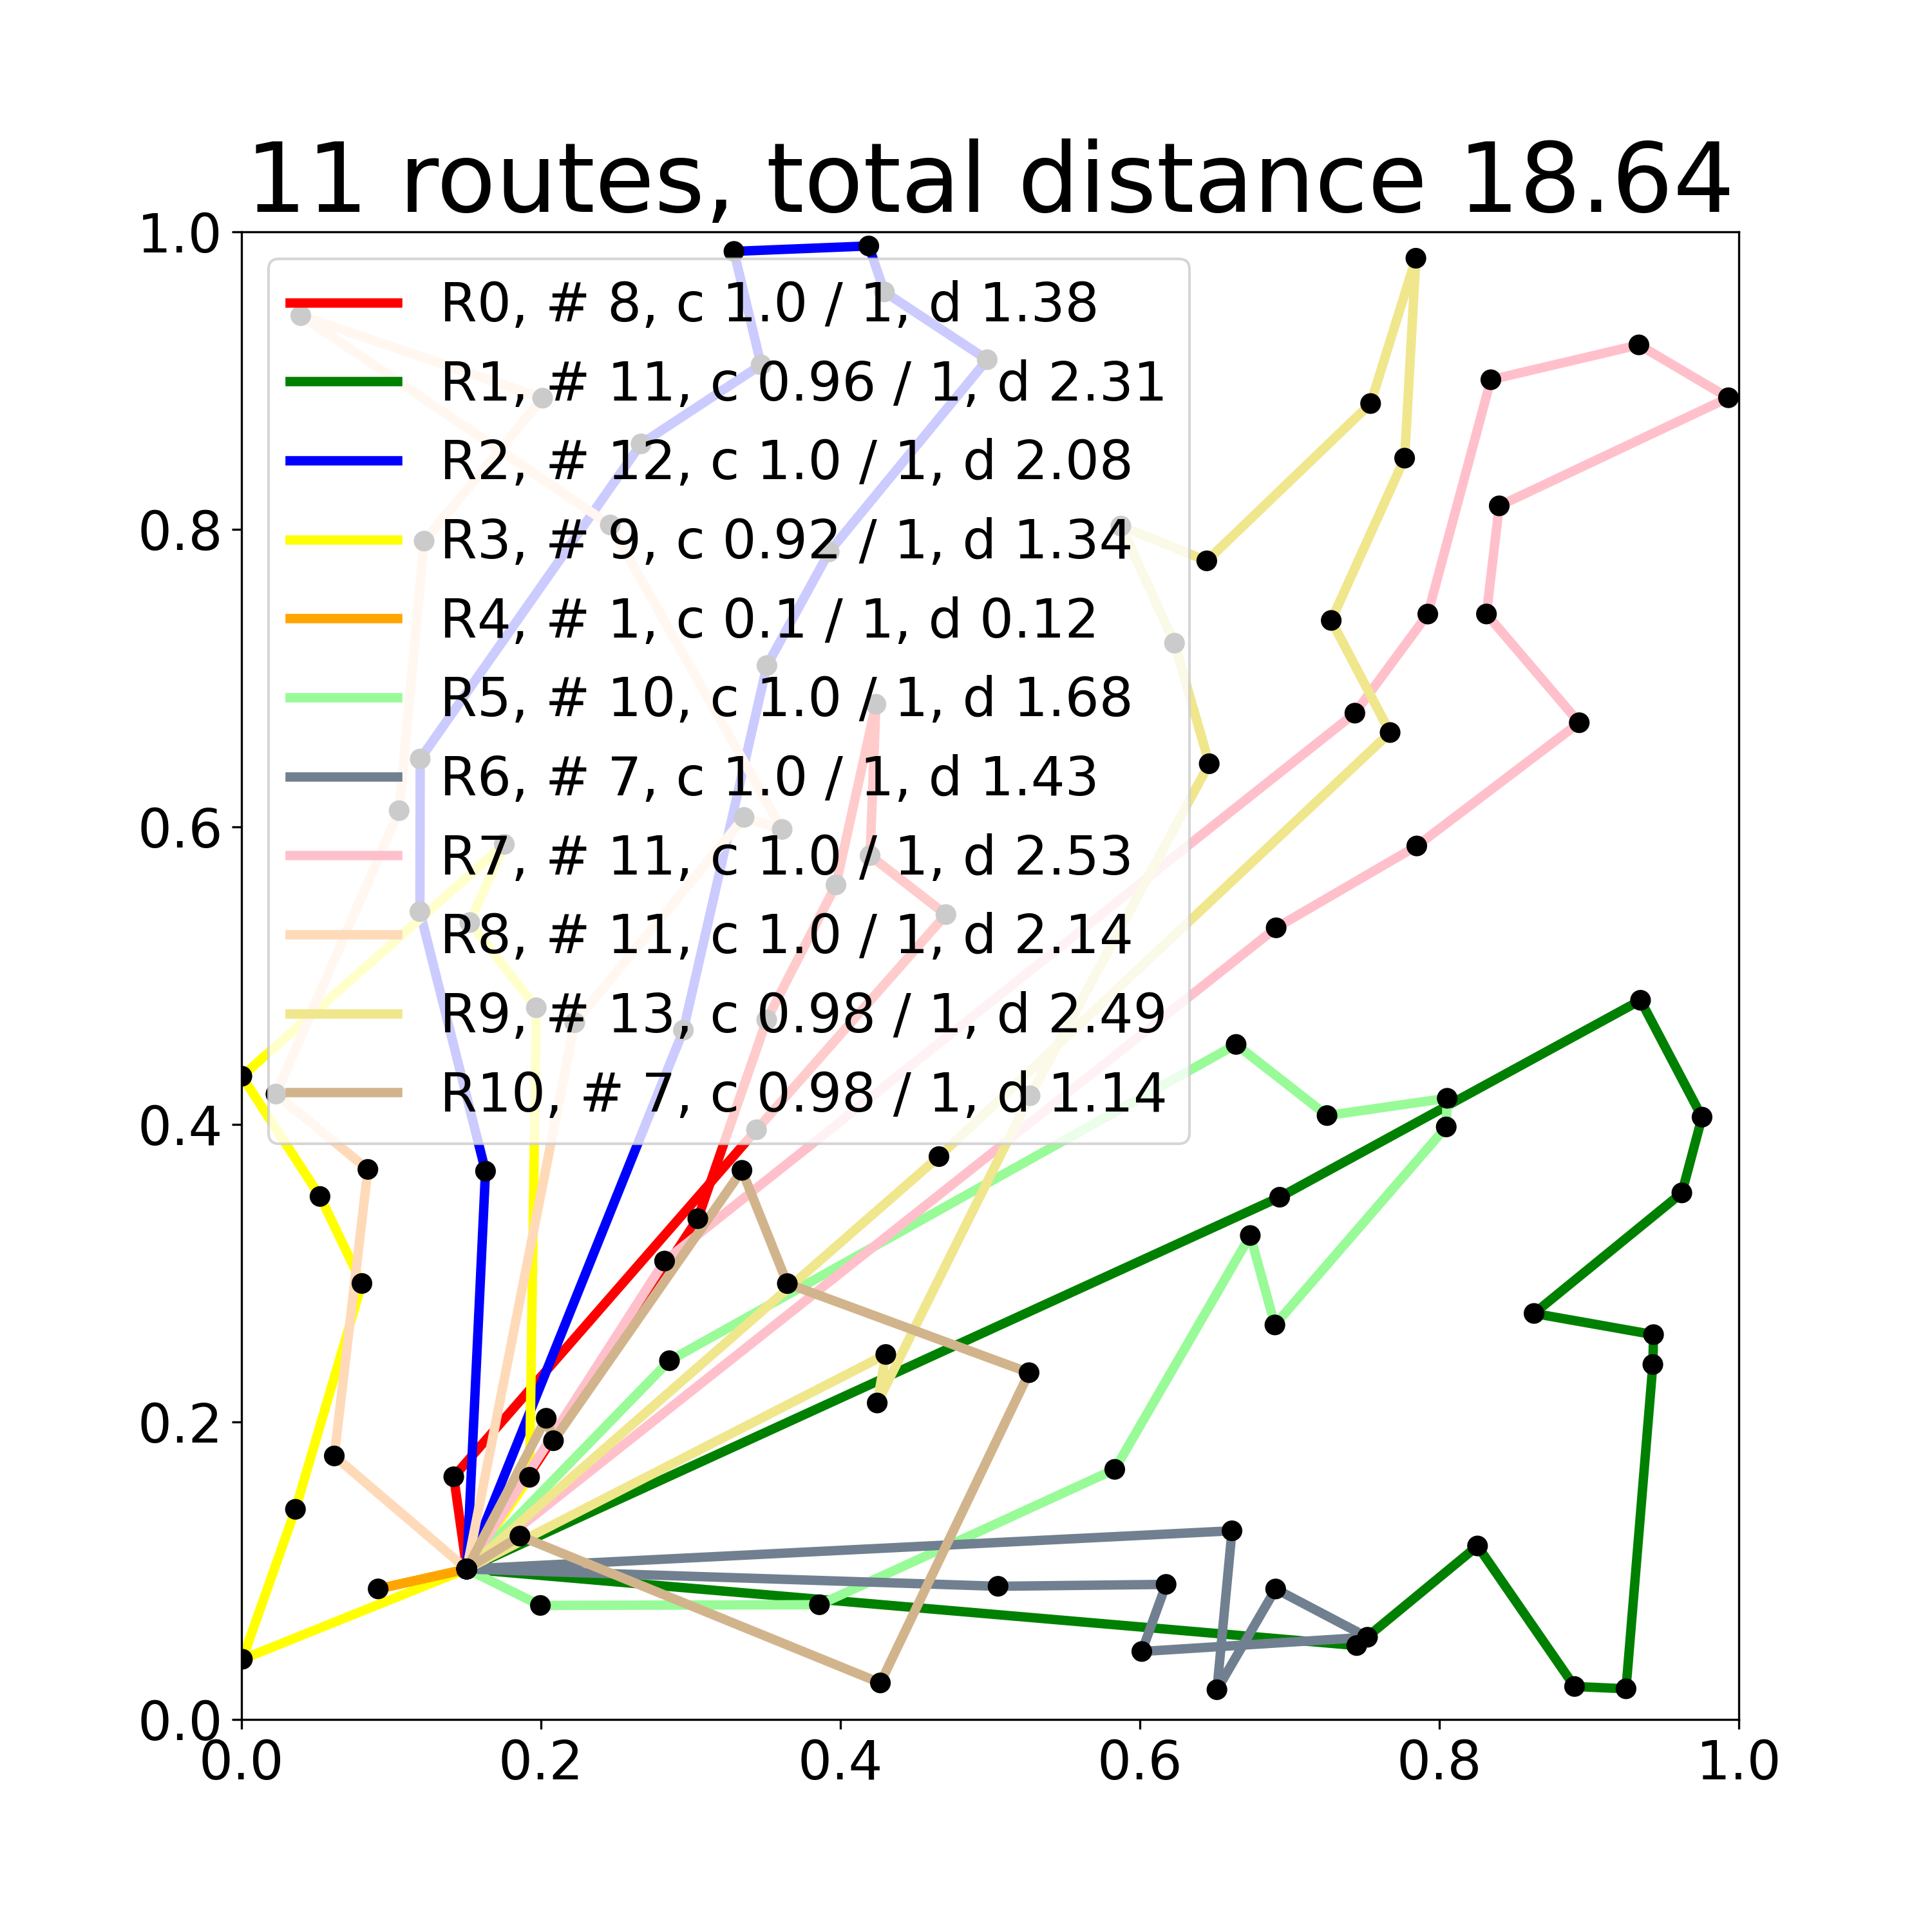 11 routes, total distance 18.64
1.0
0.8
0.6
0.4
0.2
0.0
R0, # 8, c 1.0 / 1, d 1.38
R1, # 11, c 0.96 / 1, d 2.31
R2, # 12, c 1.0 / 1, d 2.08
R3, # 9, c 0.92 / 1, d 1.34
R4, # 1, c 0.1 / 1, d 0.12
R5, # 10, c 1.0 / 1, d 1.68
R6, # 7, c 1.0 / 1, d 1.43
R7, # 11, c 1.0 / 1, d 2.53
R8, # 11, c 1.0 / 1, d 2.14
R9, # 13, c 0.98 / 1, d 2.49
R10, # 7, c 0.98 / 1, d 1.14
0.0 0.2 0.4 0.6 0.8 1.0